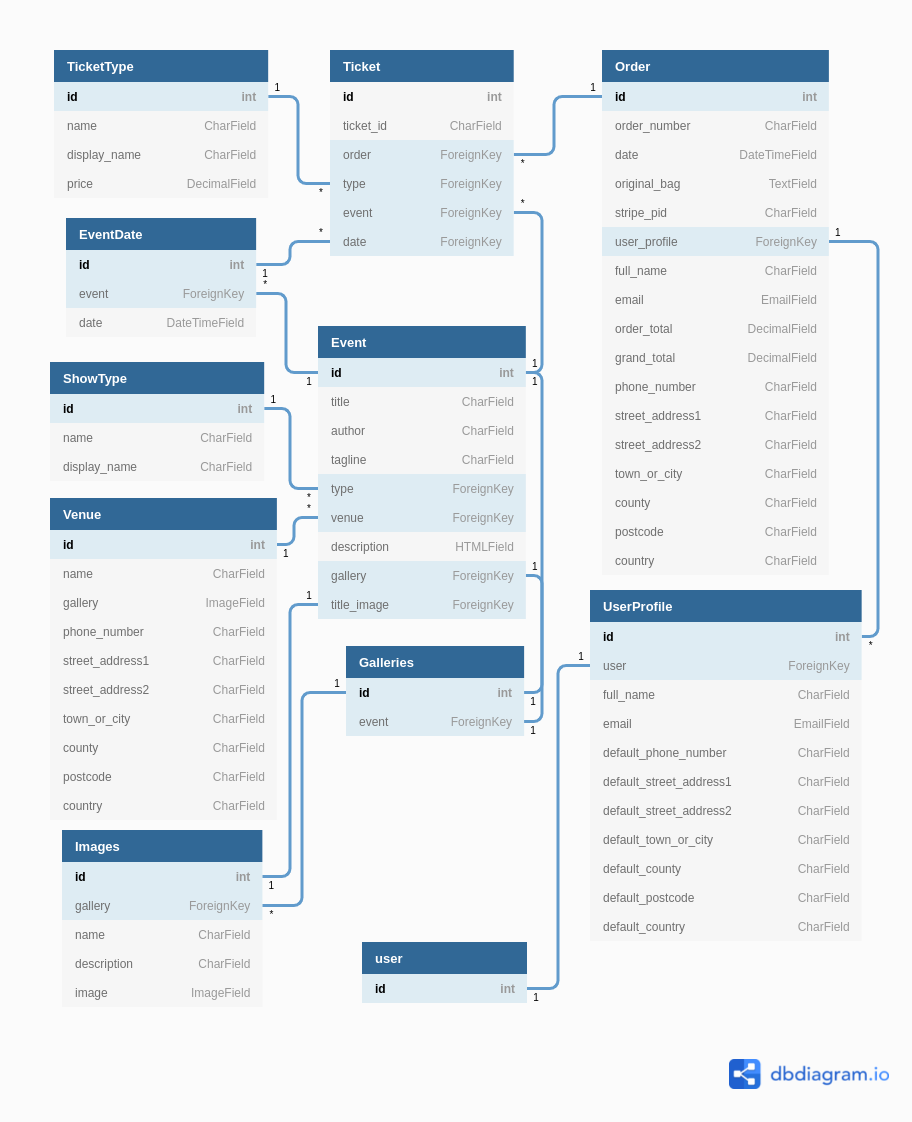 TicketType
id int
name CharField
display_name CharField
price DecimalField
1
*
Ticket
id int
ticket_id CharField
order ForeignKey
type ForeignKey
event ForeignKey
date ForeignKey
1
*
*
Order
id int
order_number CharField
date DateTimeField
original_bag TextField
stripe_pid CharField
user_profile ForeignKey
full_name CharField
email EmailField
order_total DecimalField
grand_total DecimalField
phone_number CharField
street_address1 CharField
street_address2 CharField
town_or_city CharField
county CharField
postcode CharField
country CharField
1
*
EventDate
id int
event ForeignKey
date DateTimeField
*
1
*
1
Event
id int
title CharField
author CharField
tagline CharField
type ForeignKey
venue ForeignKey
description HTMLField
gallery ForeignKey
title_image ForeignKey
1
1
1
ShowType
id int
name CharField
display_name CharField
1
*
*
Venue
id int
name CharField
gallery ImageField
phone_number CharField
street_address1 CharField
street_address2 CharField
town_or_city CharField
county CharField
postcode CharField
country CharField
1
1
Galleries
id int
event ForeignKey
1
1
1
UserProfile
id int
user ForeignKey
full_name CharField
email EmailField
default_phone_number CharField
default_street_address1 CharField
default_street_address2 CharField
default_town_or_city CharField
default_county CharField
default_postcode CharField
default_country CharField
1
Images
id int
gallery ForeignKey
name CharField
description CharField
image ImageField
1
*
user
id int
1
dbdiagram.io